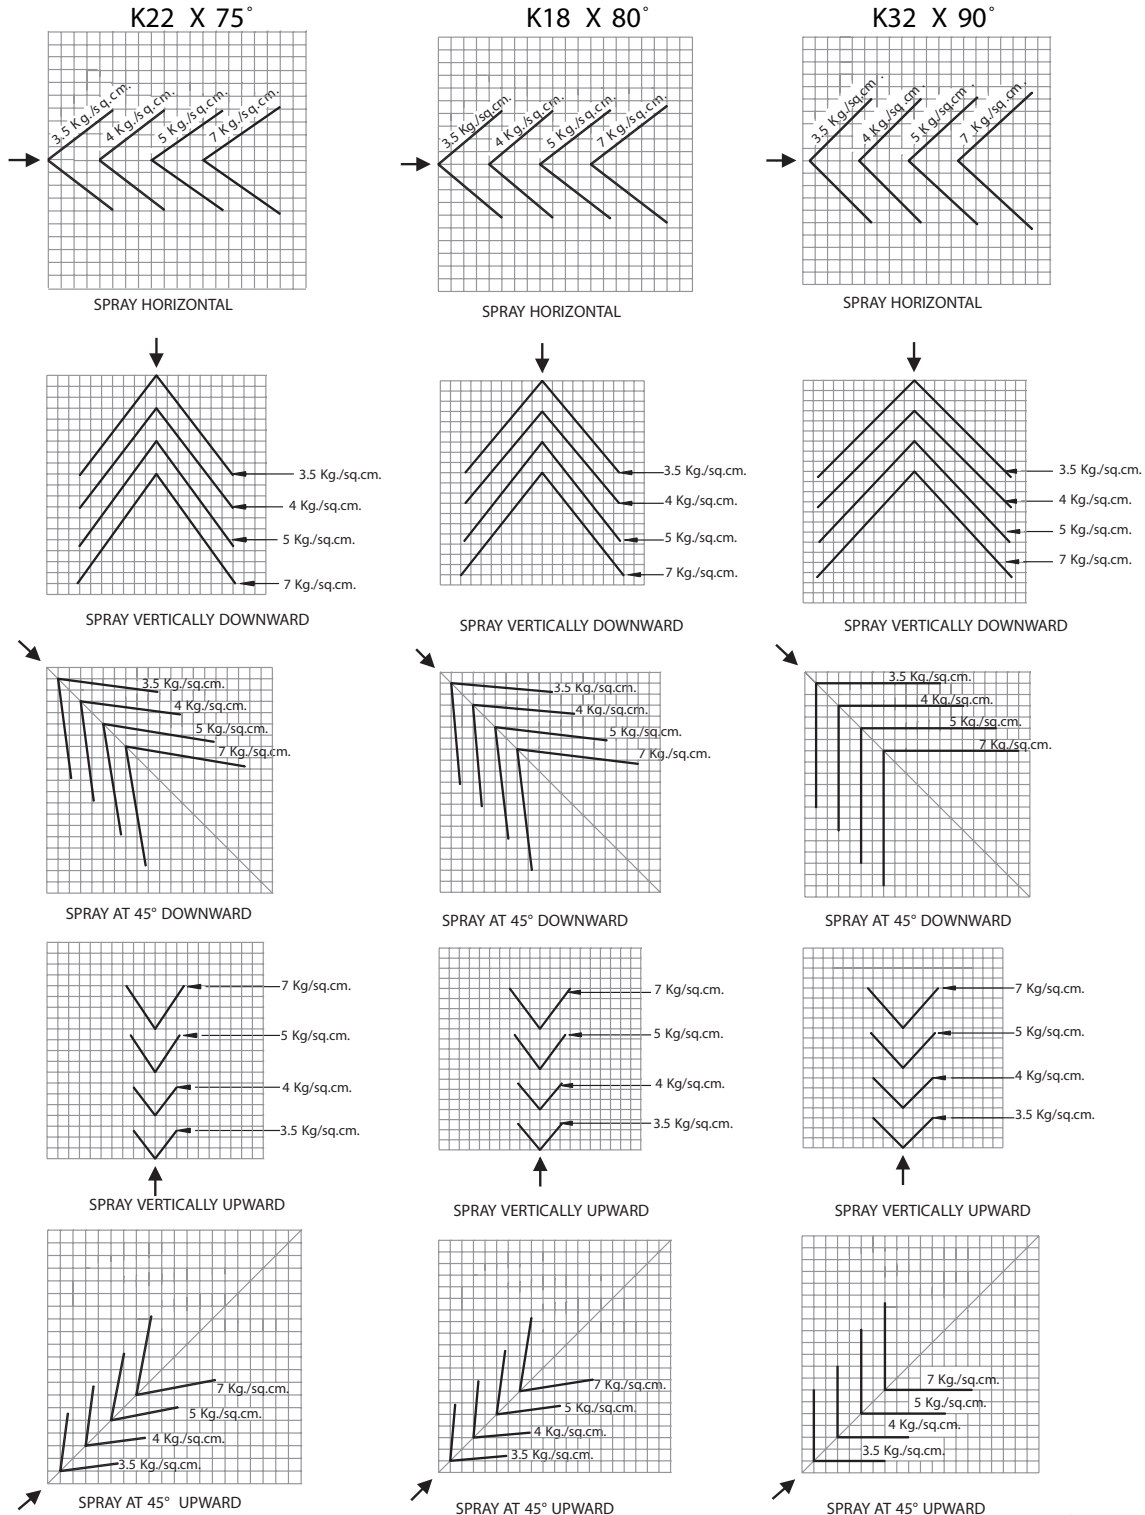 K22 X 75°
K18 X 80°
K32 X 90°
3.5 Kg./sq.cm.
4 Kg./sq.cm.
5 Kg./sq.cm.
7 Kg./sq.cm.
3.5 Kg./sq.cm.
4 Kg./sq.cm.
5 Kg./sq.cm.
7 Kg./sq.cm.
3.5 Kg./sq.cm.
4 Kg./sq.cm.
5 Kg./sq.cm.
7 Kg./sq.cm.
SPRAY HORIZONTAL
SPRAY HORIZONTAL
SPRAY HORIZONTAL
3.5 Kg./sq.cm.
4 Kg./sq.cm.
5 Kg./sq.cm.
7 Kg./sq.cm.
3.5 Kg./sq.cm.
4 Kg./sq.cm.
5 Kg./sq.cm.
7 Kg./sq.cm.
3.5 Kg./sq.cm.
4 Kg./sq.cm.
5 Kg./sq.cm.
7 Kg./sq.cm.
SPRAY VERTICALLY DOWNWARD
SPRAY VERTICALLY DOWNWARD
SPRAY VERTICALLY DOWNWARD
3.5 Kg./sq.cm.
4 Kg./sq.cm.
5 Kg./sq.cm.
7 Kg./sq.cm.
3.5 Kg./sq.cm.
4 Kg./sq.cm.
5 Kg./sq.cm.
7 Kg./sq.cm.
3.5 Kg./sq.cm.
4 Kg./sq.cm.
5 Kg./sq.cm.
7 Kg./sq.cm.
SPRAY AT 45° DOWNWARD
SPRAY AT 45° DOWNWARD
SPRAY AT 45° DOWNWARD
7 Kg/sq.cm.
5 Kg/sq.cm.
4 Kg/sq.cm.
3.5 Kg/sq.cm.
7 Kg/sq.cm.
5 Kg/sq.cm.
4 Kg/sq.cm.
3.5 Kg/sq.cm.
7 Kg/sq.cm.
5 Kg/sq.cm.
4 Kg/sq.cm.
3.5 Kg/sq.cm.
SPRAY VERTICALLY UPWARD
SPRAY VERTICALLY UPWARD
SPRAY VERTICALLY UPWARD
7 Kg./sq.cm.
5 Kg./sq.cm.
4 Kg./sq.cm.
3.5 Kg./sq.cm.
7 Kg./sq.cm.
5 Kg./sq.cm.
4 Kg./sq.cm.
3.5 Kg./sq.cm.
7 Kg./sq.cm.
5 Kg./sq.cm.
4 Kg./sq.cm.
3.5 Kg./sq.cm.
SPRAY AT 45° UPWARD
SPRAY AT 45° UPWARD
SPRAY AT 45° UPWARD